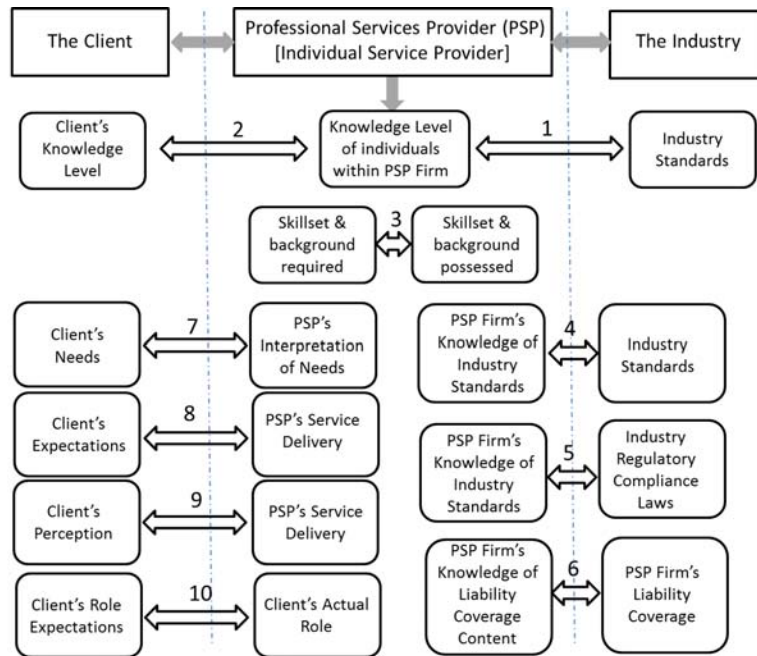 The Client
Professional Services Provider (PSP)
[Individual Service Provider]
The Industry
Client's
Knowledge
Level
2
Knowledge Level
of individuals
within PSP Firm
1
Industry
Standards
Skillset &
background
required
3
Skillset &
background
possessed
Client's
Needs
7
PSP's
Interpretation
of Needs
PSP Firm's
Knowledge of
Industry
Standards
4
Industry
Standards
Client's
Expectations
8
PSP's Service
Delivery
PSP Firm's
Knowledge of
Industry
Standards
5
Industry
Regulatory
Compliance
Laws
Client's
Perception
9
PSP's Service
Delivery
PSP Firm's
Knowledge of
Liability
Coverage
Content
6
PSP Firm's
Liability
Coverage
Client's Role
Expectations
10
Client's Actual
Role